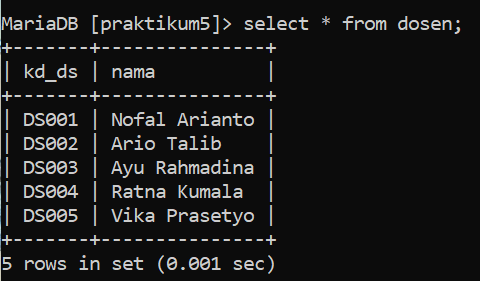 MariaDB [praktikum5]> select * from dosen;
+-------+---------------+
| kd_ds | nama          |
+-------+---------------+
| DS001 | Nofal Arianto |
| DS002 | Ario Talib    |
| DS003 | Ayu Rahmadina |
| DS004 | Ratna Kumala  |
| DS005 | Vika Prasetyo |
+-------+---------------+
5 rows in set (0.001 sec)